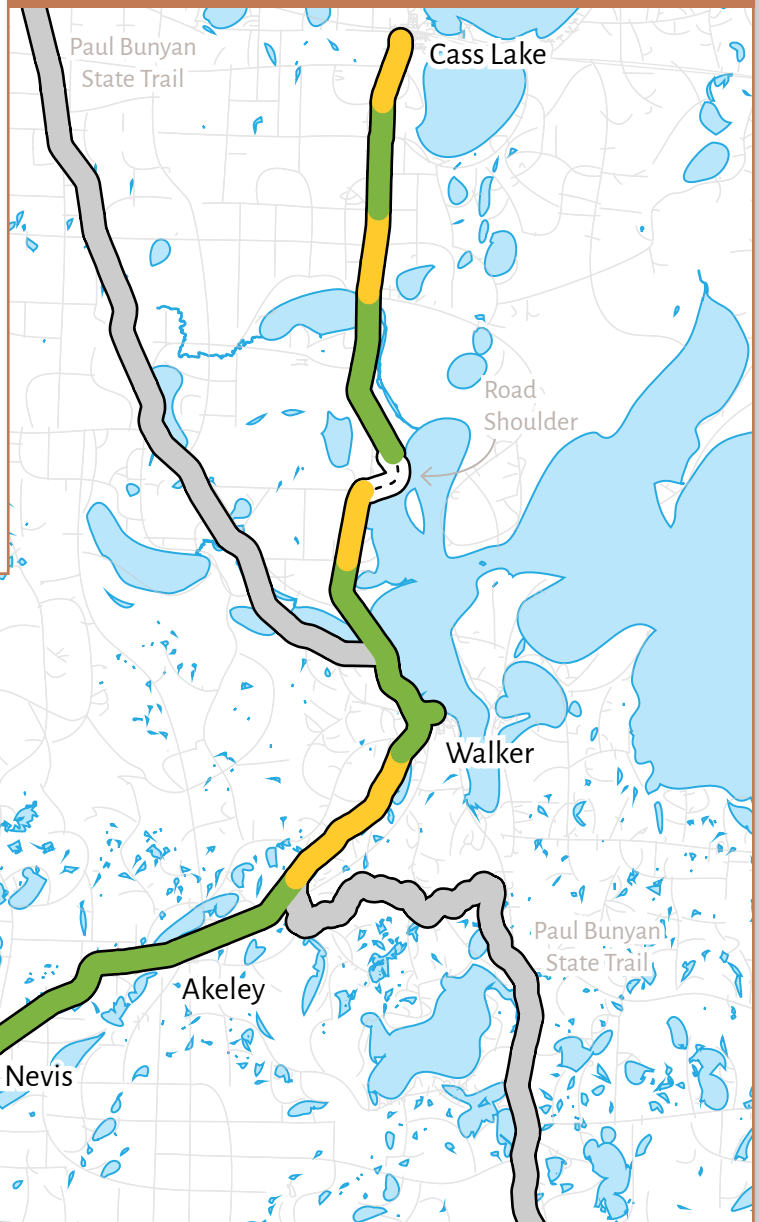 Paul Bunyan
State Trail
Cass Lake
Road
Shoulder
Walker
Paul Bunyan
State Trail
Akeley
Nevis